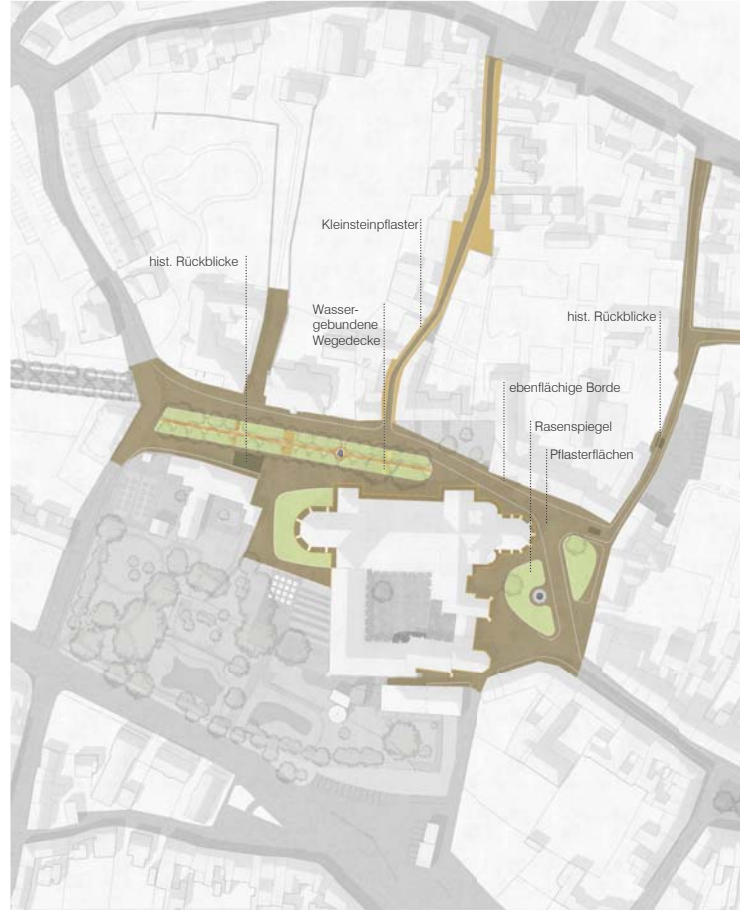 Kleinsteinpflaster
hist. Rückblicke
Wasser-
gebundene
Wegedecke
hist. Rückblicke
ebenflächige Borde
Rasenspiegel
Pflasterflächen